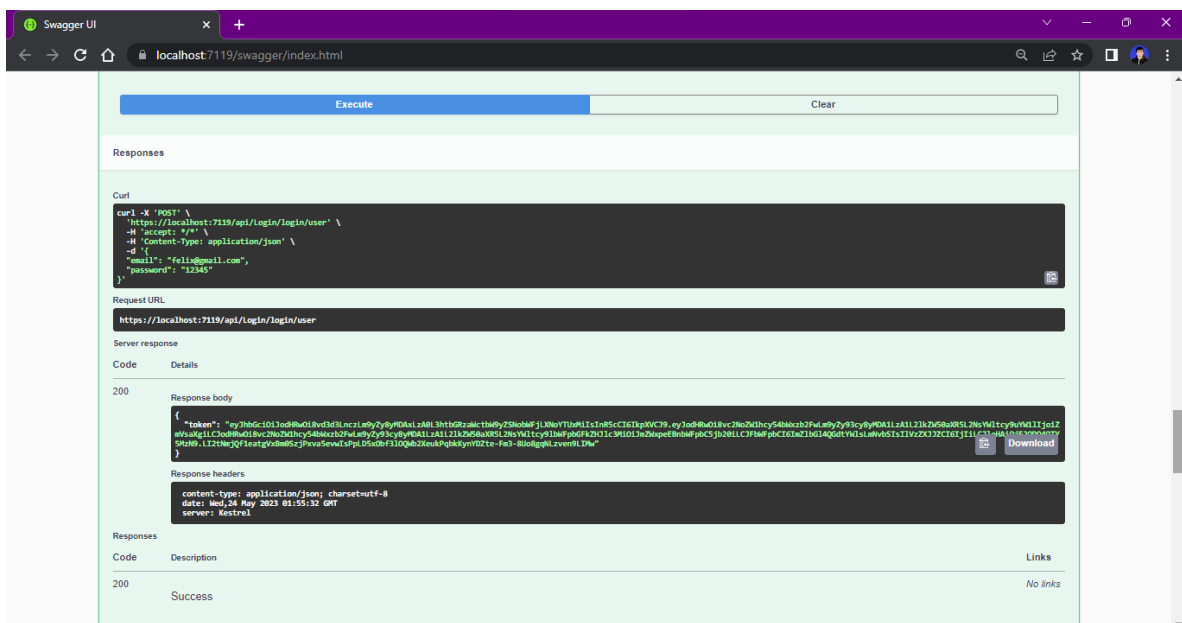 Swagger UI
localhost:7119/swagger/index.html
Execute
Clear
Responses
Curl
curl -X 'POST' \
'https://localhost:7119/api/Login/login/user' \
-H 'accept: */*' \
-H 'Content-Type: application/json' \
-d '{
"email": "felix@gmail.com",
"password": "12345"
}'
Request URL
https://localhost:7119/api/Login/login/user
Server response
Code Details
200
Response body
{
"token":
Download
}
Response headers
content-type: application/json; charset=utf-8
date: Wed,24 May 2023 01:55:32 GMT
server: Kestrel
Responses
Code Description Links
200 No links
Success